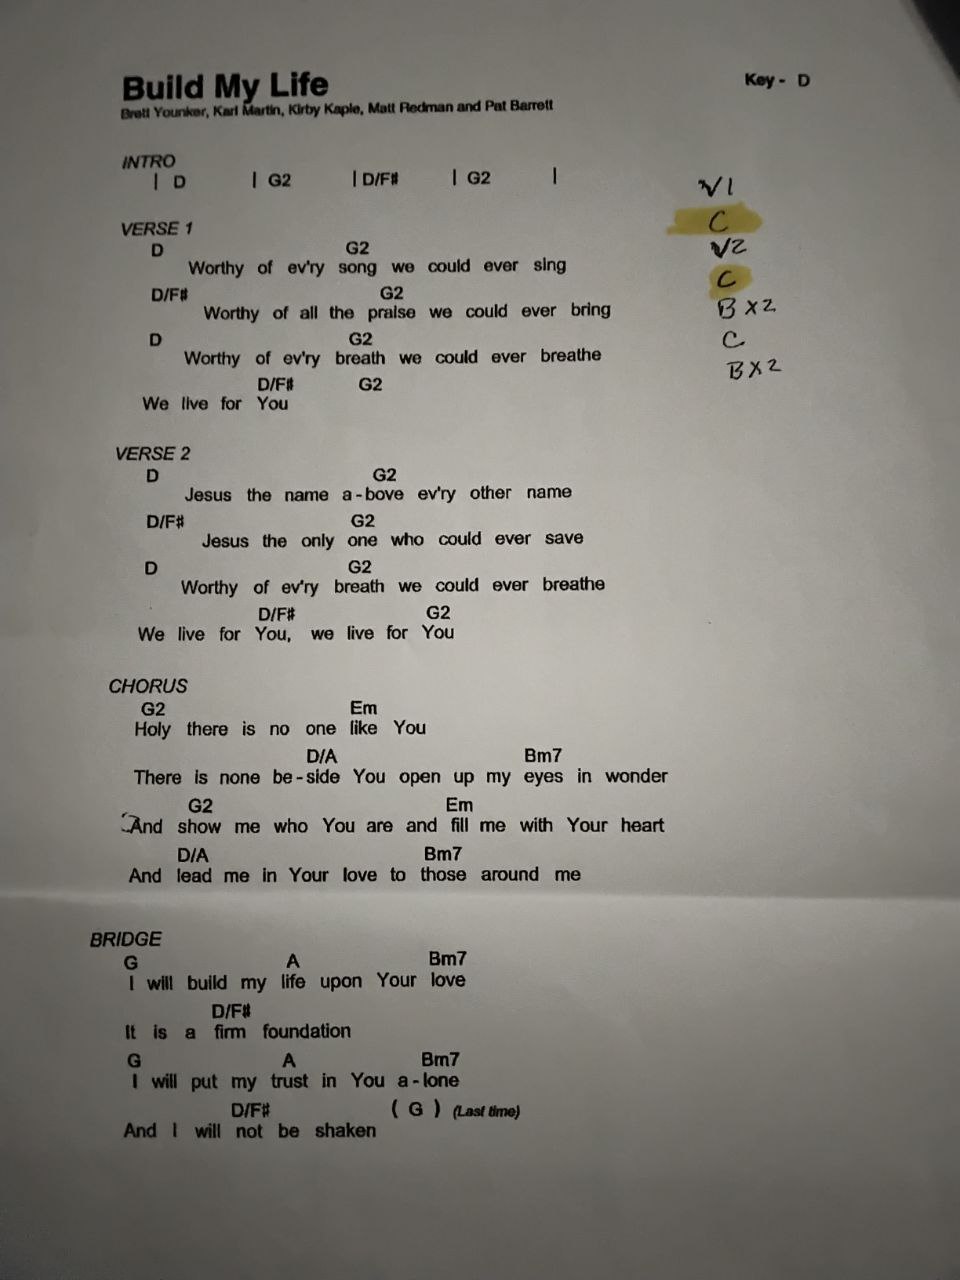 Build My Life
Key - D
Brett Younker, Karl Martin, Kirby Kaple, Matt Redman and Pat Barrett
INTRO
| D | G2 | D/F# | G2 |
VERSE 1
D G2
Worthy of ev'ry song we could ever sing
D/F# G2
Worthy of all the praise we could ever bring
D G2
Worthy of ev'ry breath we could ever breathe
D/F# G2
We live for You
VERSE 2
D G2
Jesus the name a-bove ev'ry other name
D/F# G2
Jesus the only one who could ever save
D G2
Worthy of ev'ry breath we could ever breathe
D/F# G2
We live for You, we live for You
CHORUS
G2 Em
Holy there is no one like You
D/A Bm7
There is none be-side You open up my eyes in wonder
G2 Em
And show me who You are and fill me with Your heart
D/A Bm7
And lead me in Your love to those around me
BRIDGE
G A Bm7
I will build my life upon Your love
D/F#
It is a firm foundation
G A Bm7
I will put my trust in You a-lone
D/F# ( G ) (Last time)
And I will not be shaken
V1
C
V2
C
B x2
C
B x2